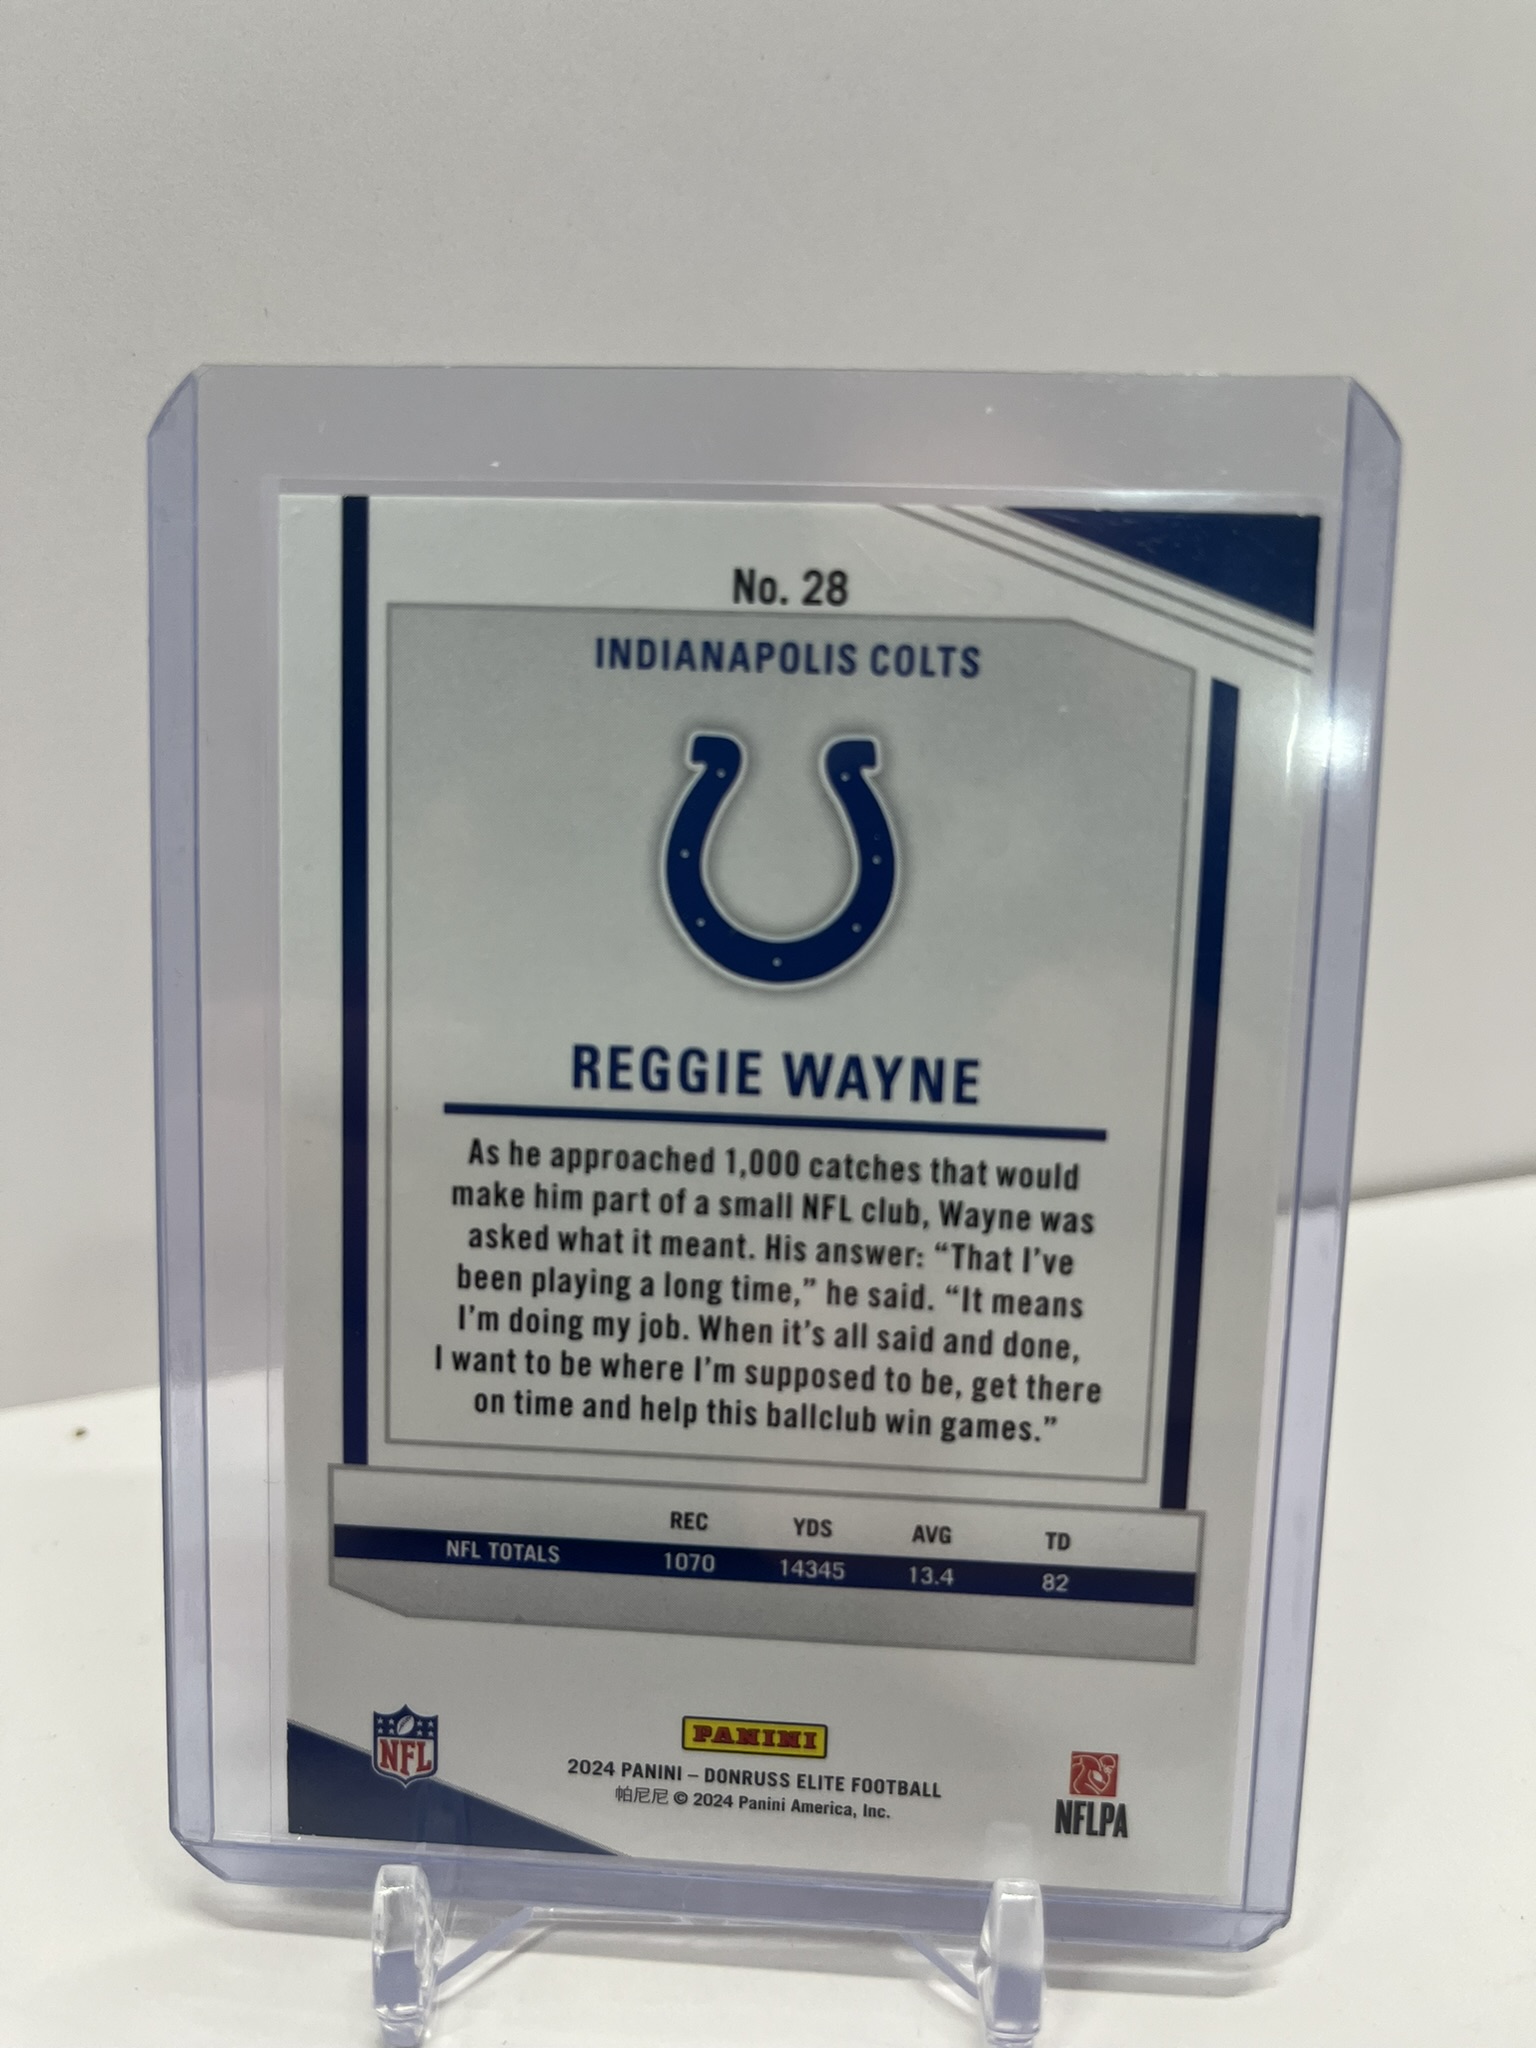 No. 28
INDIANAPOLIS COLTS
REGGIE WAYNE
As he approached 1,000 catches that would
make him part of a small NFL club, Wayne was
asked what it meant. His answer: “That I’ve
been playing a long time,” he said. “It means
I’m doing my job. When it’s all said and done,
I want to be where I’m supposed to be, get there
on time and help this ballclub win games.”
REC YDS AVG TD
NFL TOTALS 1070 14345 13.4 82
NFL
PANINI
2024 PANINI – DONRUSS ELITE FOOTBALL
帕尼尼 © 2024 Panini America, Inc.
NFLPA